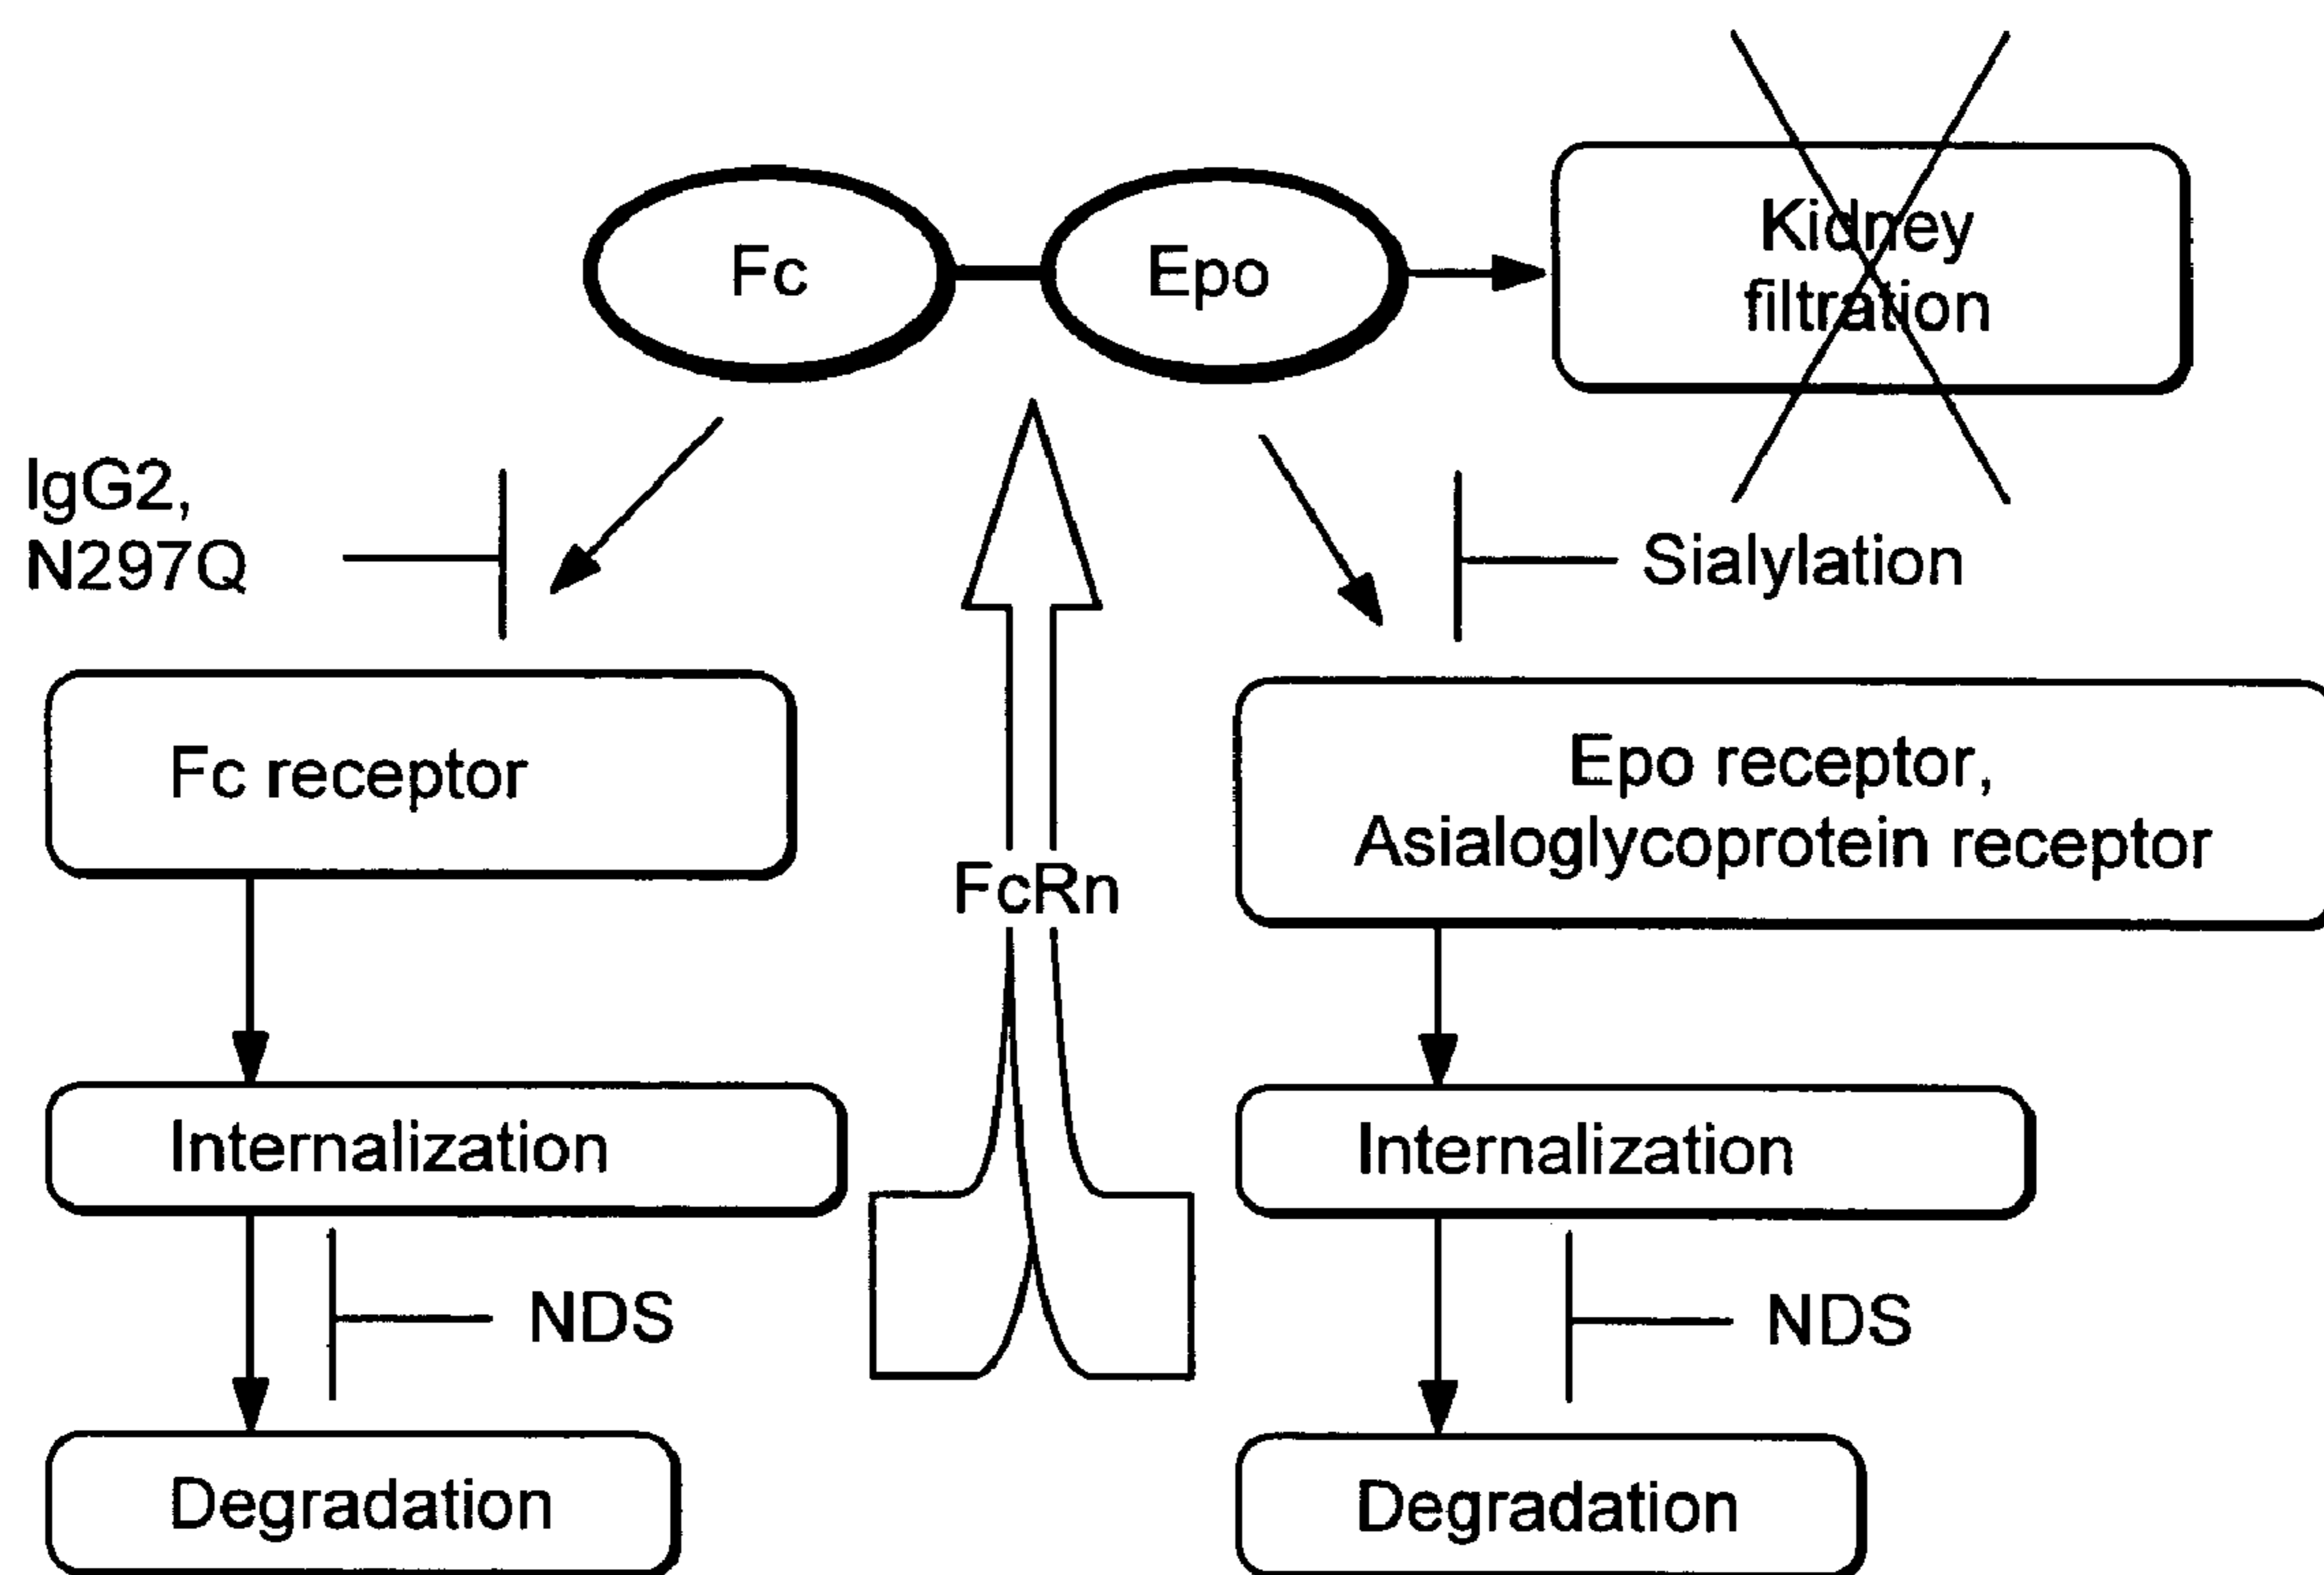 Fc
Epo
Kidney
filtration
IgG2,
N297Q
Sialylation
Fc receptor
Epo receptor,
Asialoglycoprotein receptor
FcRn
Internalization
Internalization
NDS
NDS
Degradation
Degradation